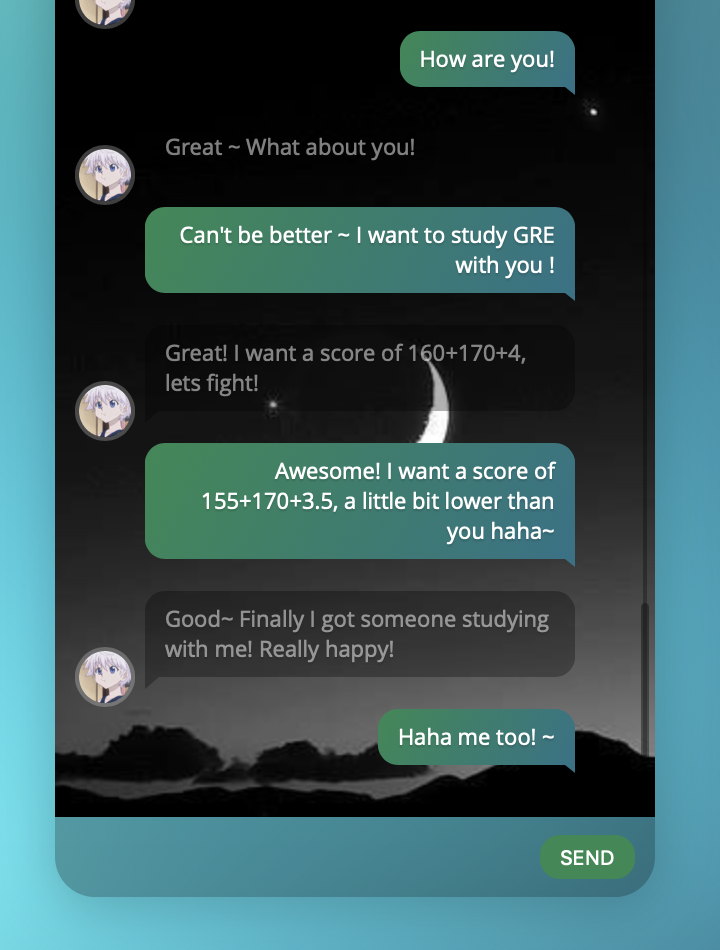 How are you!
Great ~ What about you!
Can't be better ~ I want to study GRE
with you !
Great! I want a score of 160+170+4,
lets fight!
Awesome! I want a score of
155+170+3.5, a little bit lower than
you haha~
Good~ Finally I got someone studying
with me! Really happy!
Haha me too! ~
SEND